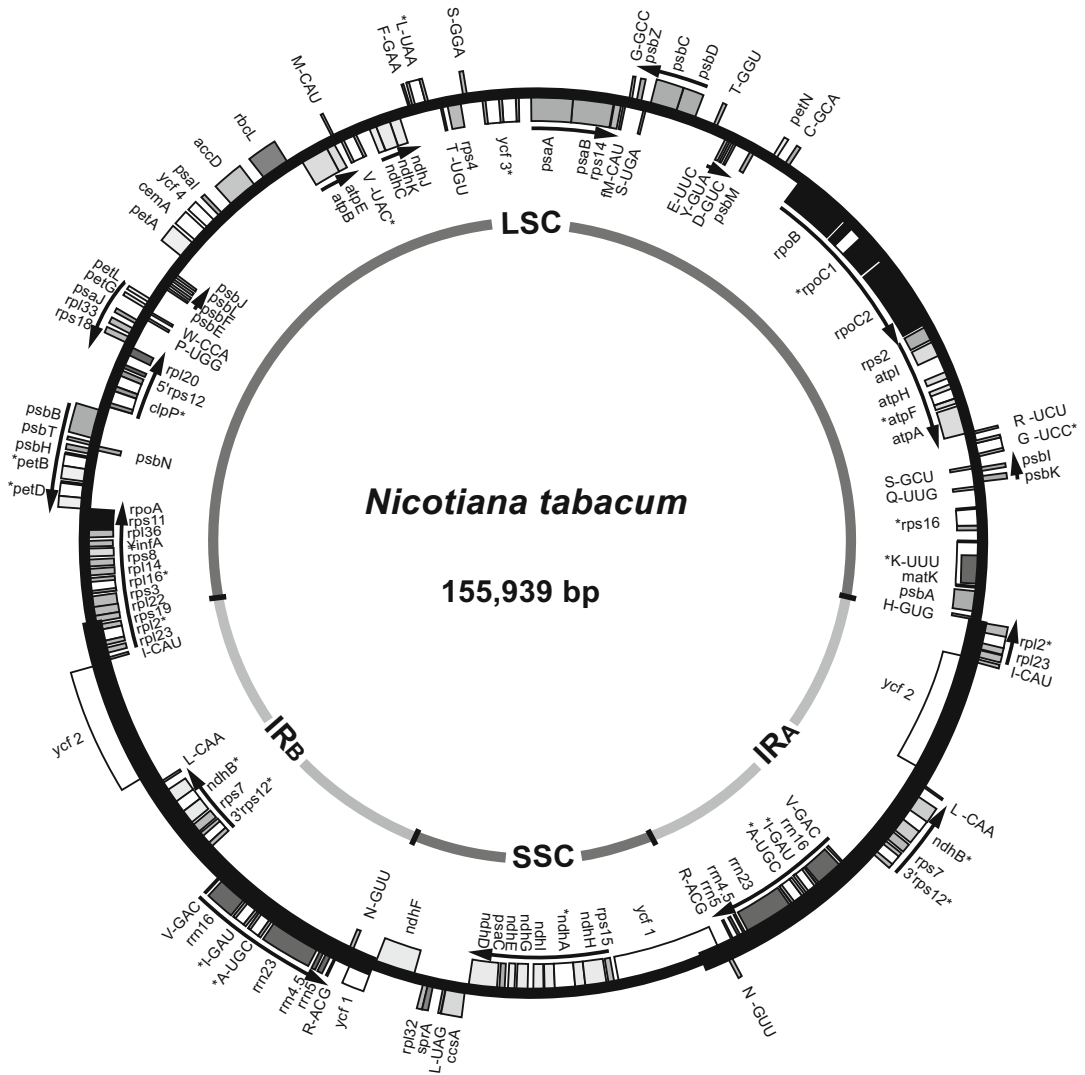 Nicotiana tabacum
155,939 bp
LSC
IRA
SSC
IRB
S-GGA
*L-UAA
F-GAA
M-CAU
rbcL
accD
psaI
ycf 4
cemA
petA
petL
petG
psaJ
rpl33
rps18
psbB
psbT
psbH
*petB
*petD
G-GCC
psbZ
psbC
psbD
T-GGU
petN
C-GCA
R -UCU
G -UCC*
psbI
psbK
rpl2*
rpl23
I-CAU
L -CAA
ndhB*
rps7
3'rps12*
N -GUU
ccsA
L-UAG
sprA
rpl32
ycf 1
R-ACG
rrn5
rrn4.5
rrn23
*A-UGC
*I-GAU
rrn16
V-GAC
ycf 2
psaA
psaB
rps14
fM-CAU
S-UGA
E-UUC
Y-GUA
D-GUC
psbM
rpoB
*rpoC1
rpoC2
rps2
atpI
atpH
*atpF
atpA
S-GCU
Q-UUG
*rps16
*K-UUU
matK
psbA
H-GUG
ycf 2
V-GAC
rrn16
*I-GAU
*A-UGC
rrn23
rrn4.5
rrn5
R-ACG
ycf 1
rps15
ndhH
*ndhA
ndhI
ndhG
ndhE
psaC
ndhD
ndhF
N-GUU
3'rps12*
rps7
ndhB*
L-CAA
I-CAU
rpl23
rpl2*
rps19
rpl22
rps3
rpl16*
rpl14
rps8
¥infA
rpl36
rps11
rpoA
psbN
clpP*
5'rps12
rpl20
P-UGG
W-CCA
psbE
psbF
psbL
psbJ
atpB
atpE
V -UAC*
ndhC
ndhK
ndhJ
T -UGU
rps4
ycf 3*